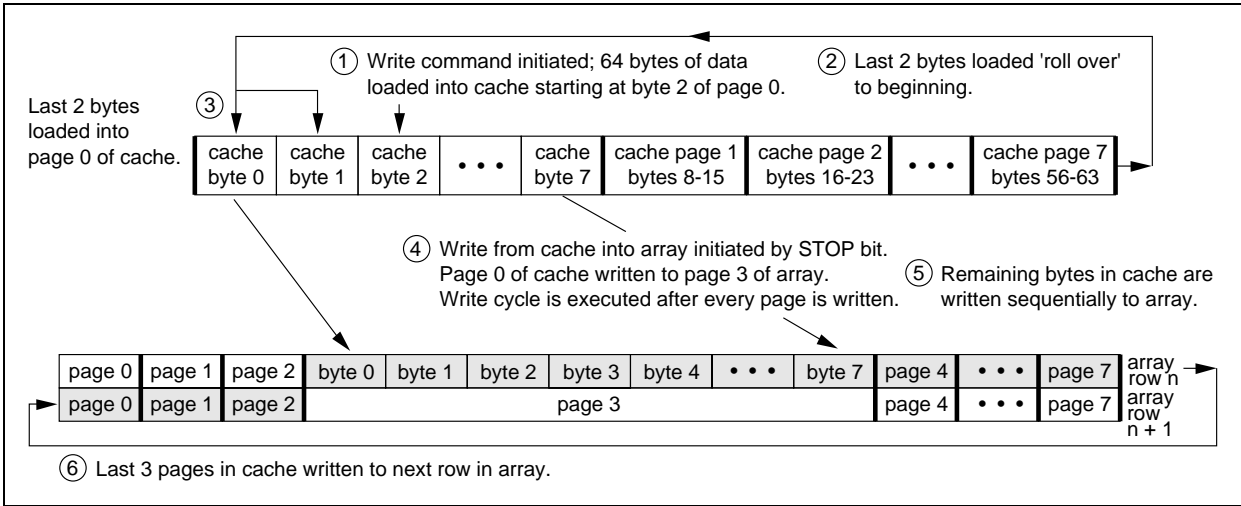 ① Write command initiated; 64 bytes of data
loaded into cache starting at byte 2 of page 0.
② Last 2 bytes loaded 'roll over'
to beginning.
Last 2 bytes
loaded into
page 0 of cache.
③
cache byte 0 cache byte 1 cache byte 2 • • • cache byte 7 cache page 1 bytes 8-15 cache page 2 bytes 16-23 • • • cache page 7 bytes 56-63
④ Write from cache into array initiated by STOP bit.
Page 0 of cache written to page 3 of array.
Write cycle is executed after every page is written.
⑤ Remaining bytes in cache are
written sequentially to array.
page 0 page 1 page 2 byte 0 byte 1 byte 2 byte 3 byte 4 • • • byte 7 page 4 • • • page 7 array row n
page 0 page 1 page 2 page 3 page 4 • • • page 7 array row n + 1
⑥ Last 3 pages in cache written to next row in array.